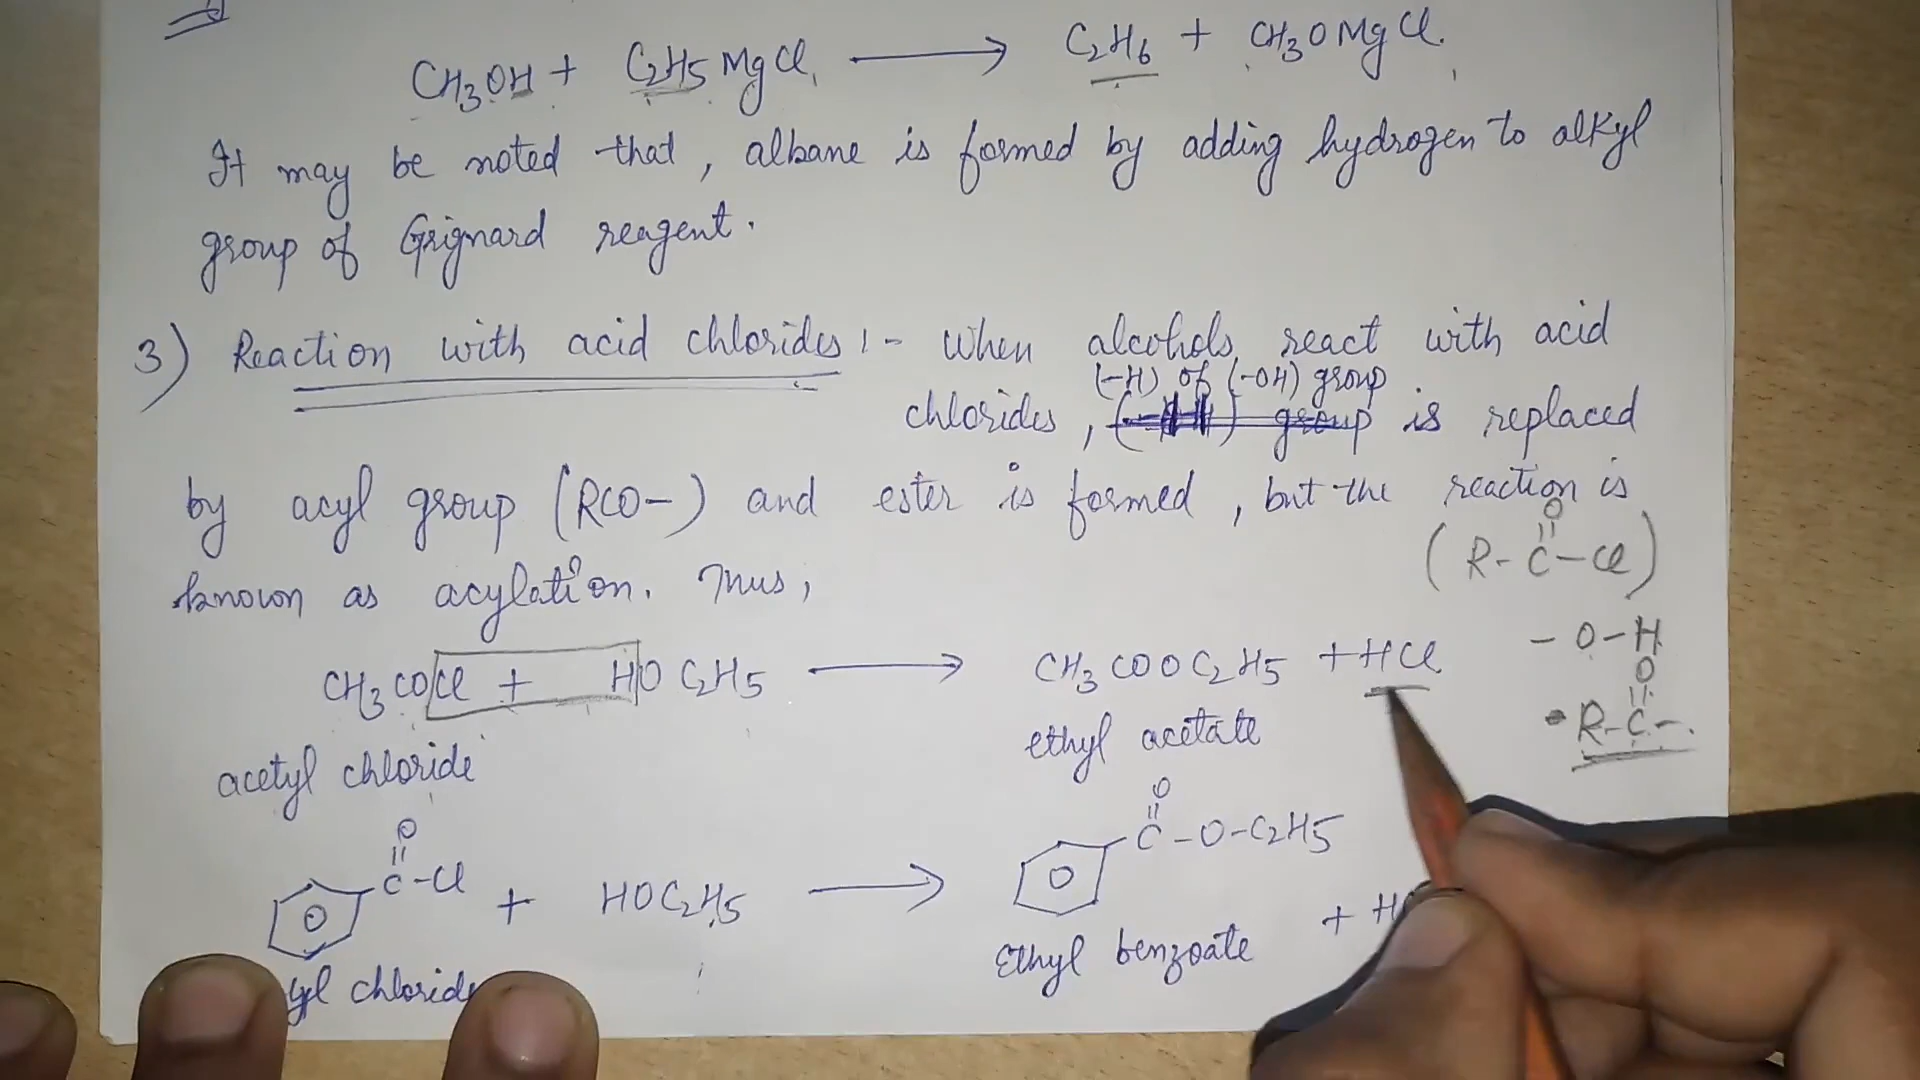 CH3OH + C2H5MgCl ⟶ C2H6 + CH3OMgCl.
It may be noted that, alkane is formed by adding hydrogen to alkyl
group of Grignard reagent.
3) Reaction with acid chlorides :- When alcohols react with acid
(-H) of (-OH) group
chlorides, is replaced
by acyl group (RCO-) and ester is formed, but the reaction is
O
(R-C-Cl)
known as acylation. Thus,
-O-H
CH3COCl + HOC2H5 ⟶ CH3COOC2H5 + HCl
O
R-C-.
acetyl chloride ethyl acetate
O O
C-Cl + HOC2H5 ⟶ C-O-C2H5
+ H
yl chloride Ethyl benzoate